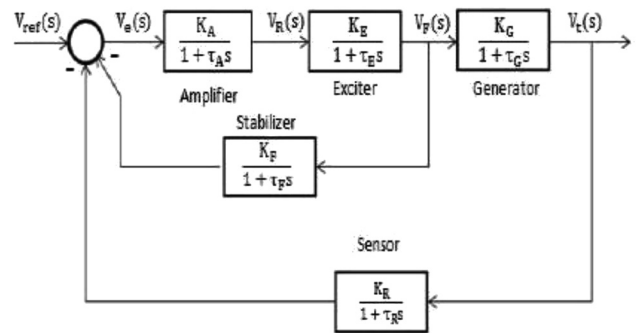 V_ref(s) V_e(s) K_A V_R(s) K_E V_F(s) K_G V_t(s)
1 + τ_A s 1 + τ_E s 1 + τ_G s
- -
Amplifier Exciter Generator
Stabilizer
K_F
1 + τ_F s
Sensor
K_R
1 + τ_R s